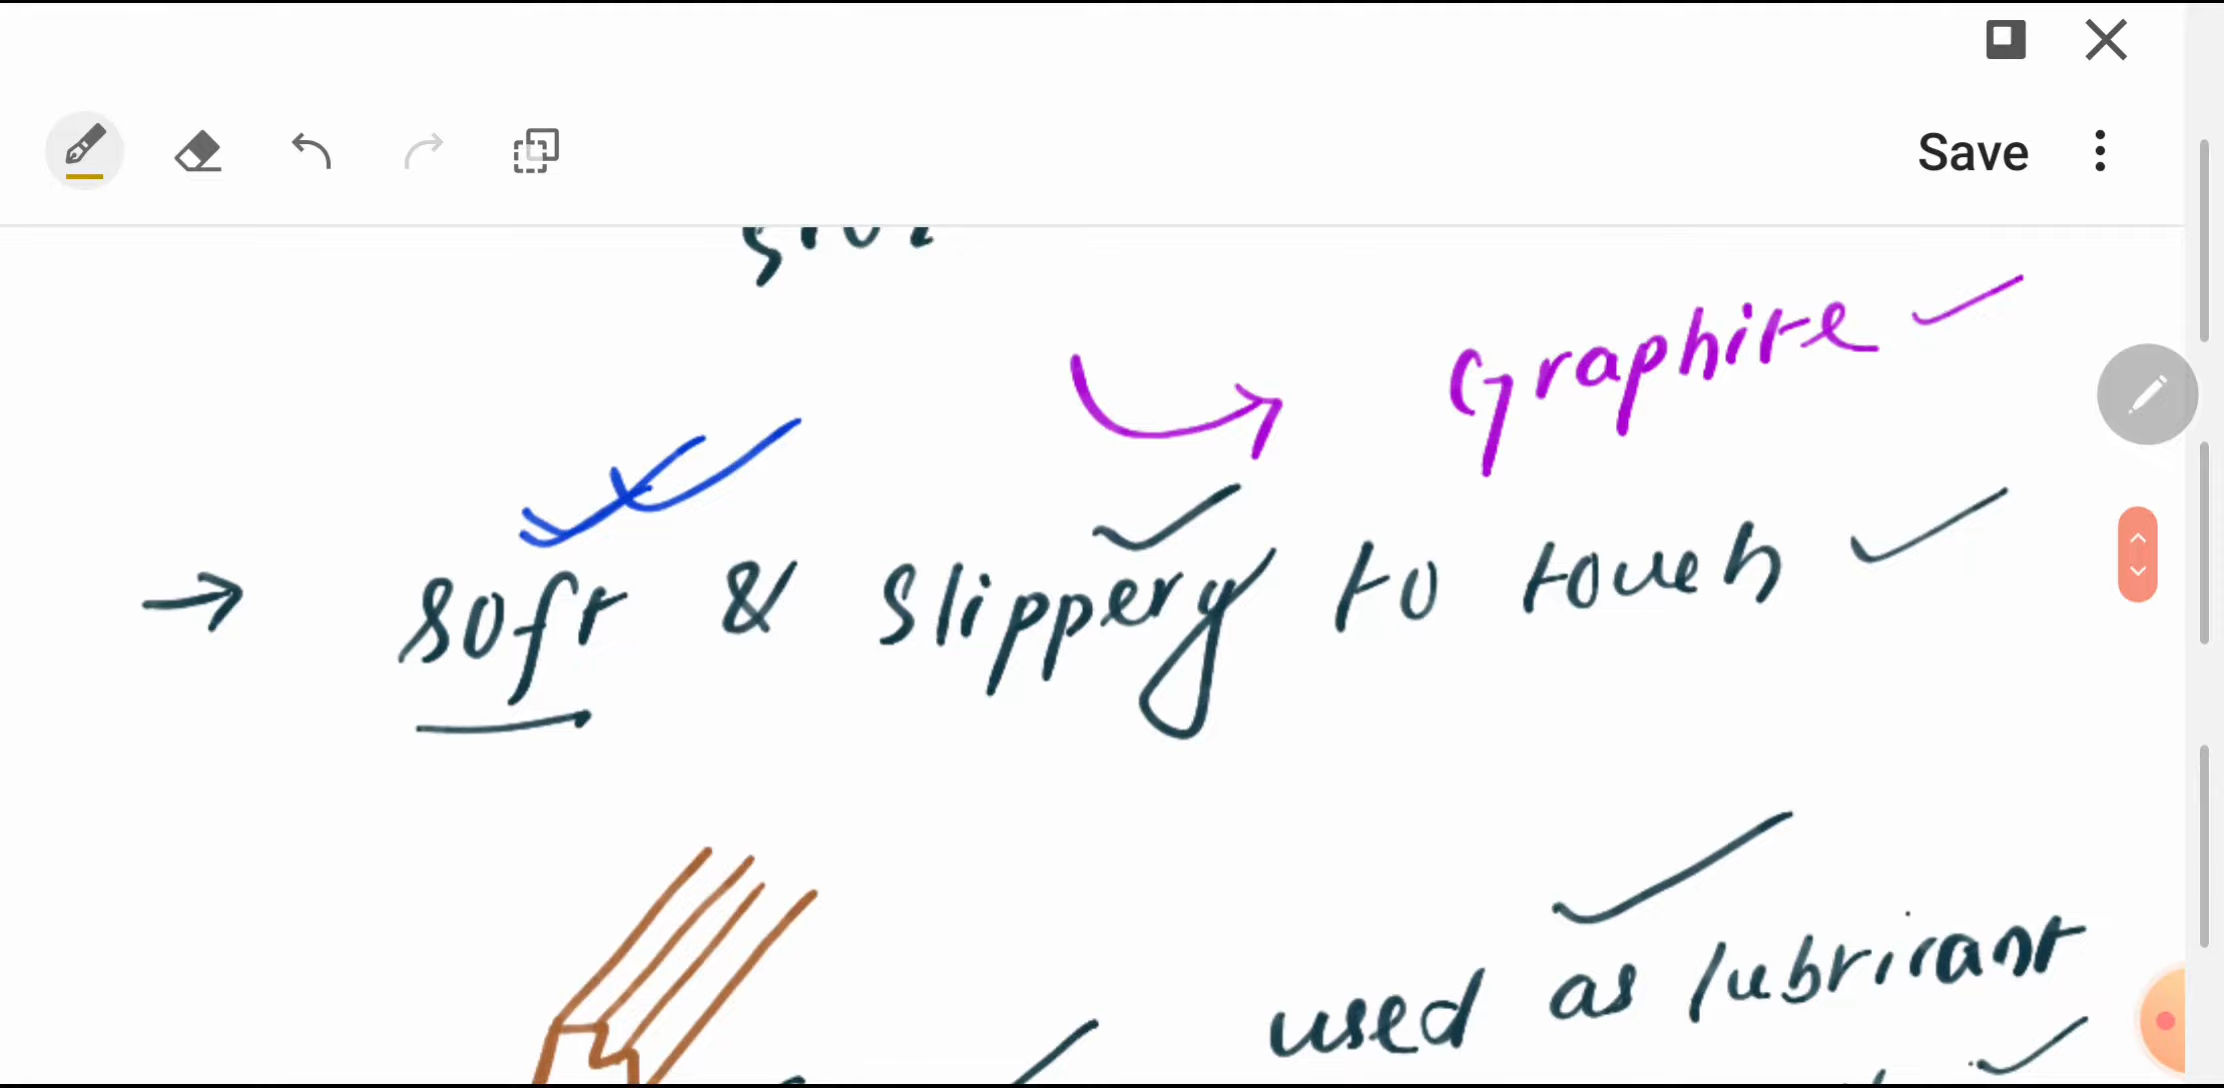 Save
Graphite
→ soft & slippery to touch
used as lubricant